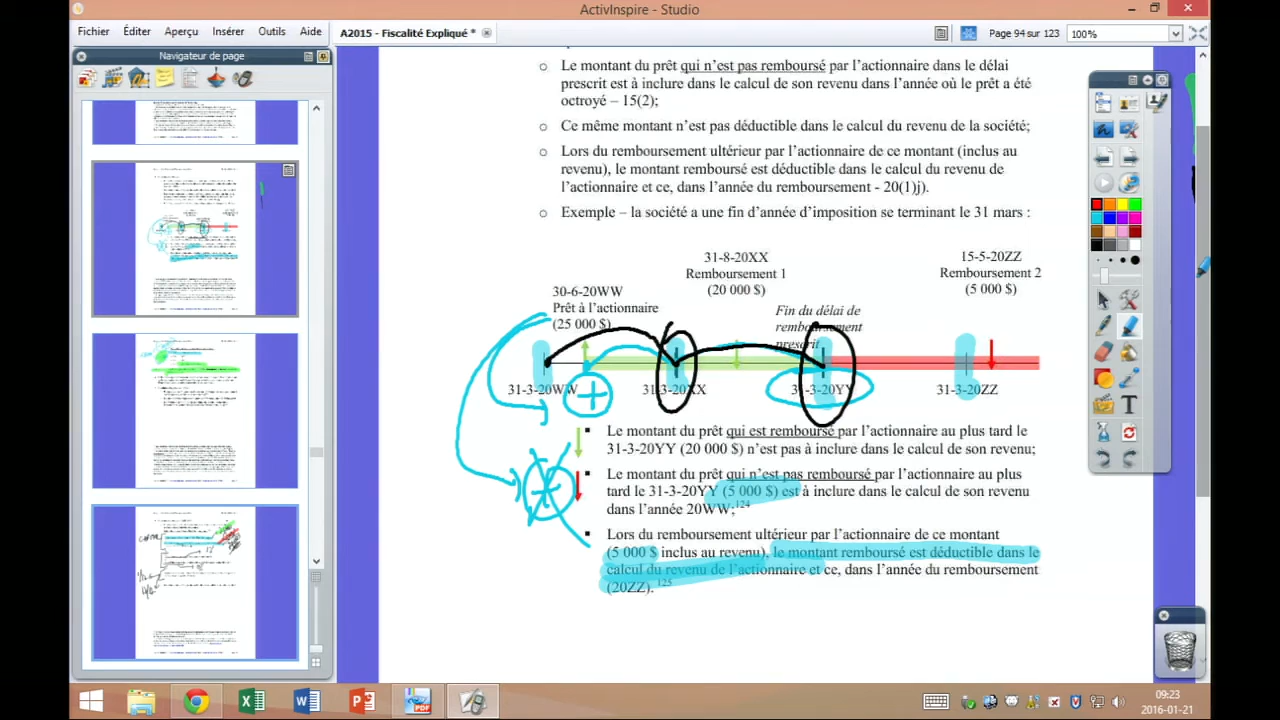 ActivInspire - Studio
Fichier Éditer Aperçu Insérer Outils Aide
A2015 - Fiscalité Expliqué *
Page 94 sur 123
100%
Navigateur de page
o Le montant du prêt qui n'est pas remboursé par l'actionnaire dans le délai
prescrit est à inclure dans le calcul de son revenu dans l'année où le prêt a été
octroyé – 15(2);
o Ce même montant n'est pas déductible dans le calcul du revenu de la société;
o Lors du remboursement ultérieur par l'actionnaire de ce montant (inclus au
revenu), le montant remboursé est déductible dans le calcul du revenu de
l'actionnaire et ce, dans l'année du remboursement - 20(1)j)).
o Exemple – la société a une fin d'année d'imposition se terminant le 31 mars :
31-8-20XX
Remboursement 1
(20 000 $)
15-5-20ZZ
Remboursement 2
(5 000 $)
30-6-20WW
Prêt à l'actionnaire
(25 000 $)
Fin du délai de
remboursement
prescrit
31-3-20WW
31-3-20XX
31-3-20YY
31-3-20ZZ
▪ Le montant du prêt qui est remboursé par l'actionnaire au plus tard le
31-3-20YY (20 000 $) n'est pas à inclure dans le calcul de son revenu;
▪ Le montant du prêt qui n'est pas remboursé par l'actionnaire au plus
tard le 31-3-20YY (5 000 $) est à inclure dans le calcul de son revenu
dans l'année 20WW;124
▪ remboursement ultérieur par l'actionnaire de ce montant
inclus au revenu), le montant remboursé est déductible dans le
calcul du revenu de l'actionnaire et ce, dans l'année du remboursement
(20ZZ).125
09:23
2016-01-21